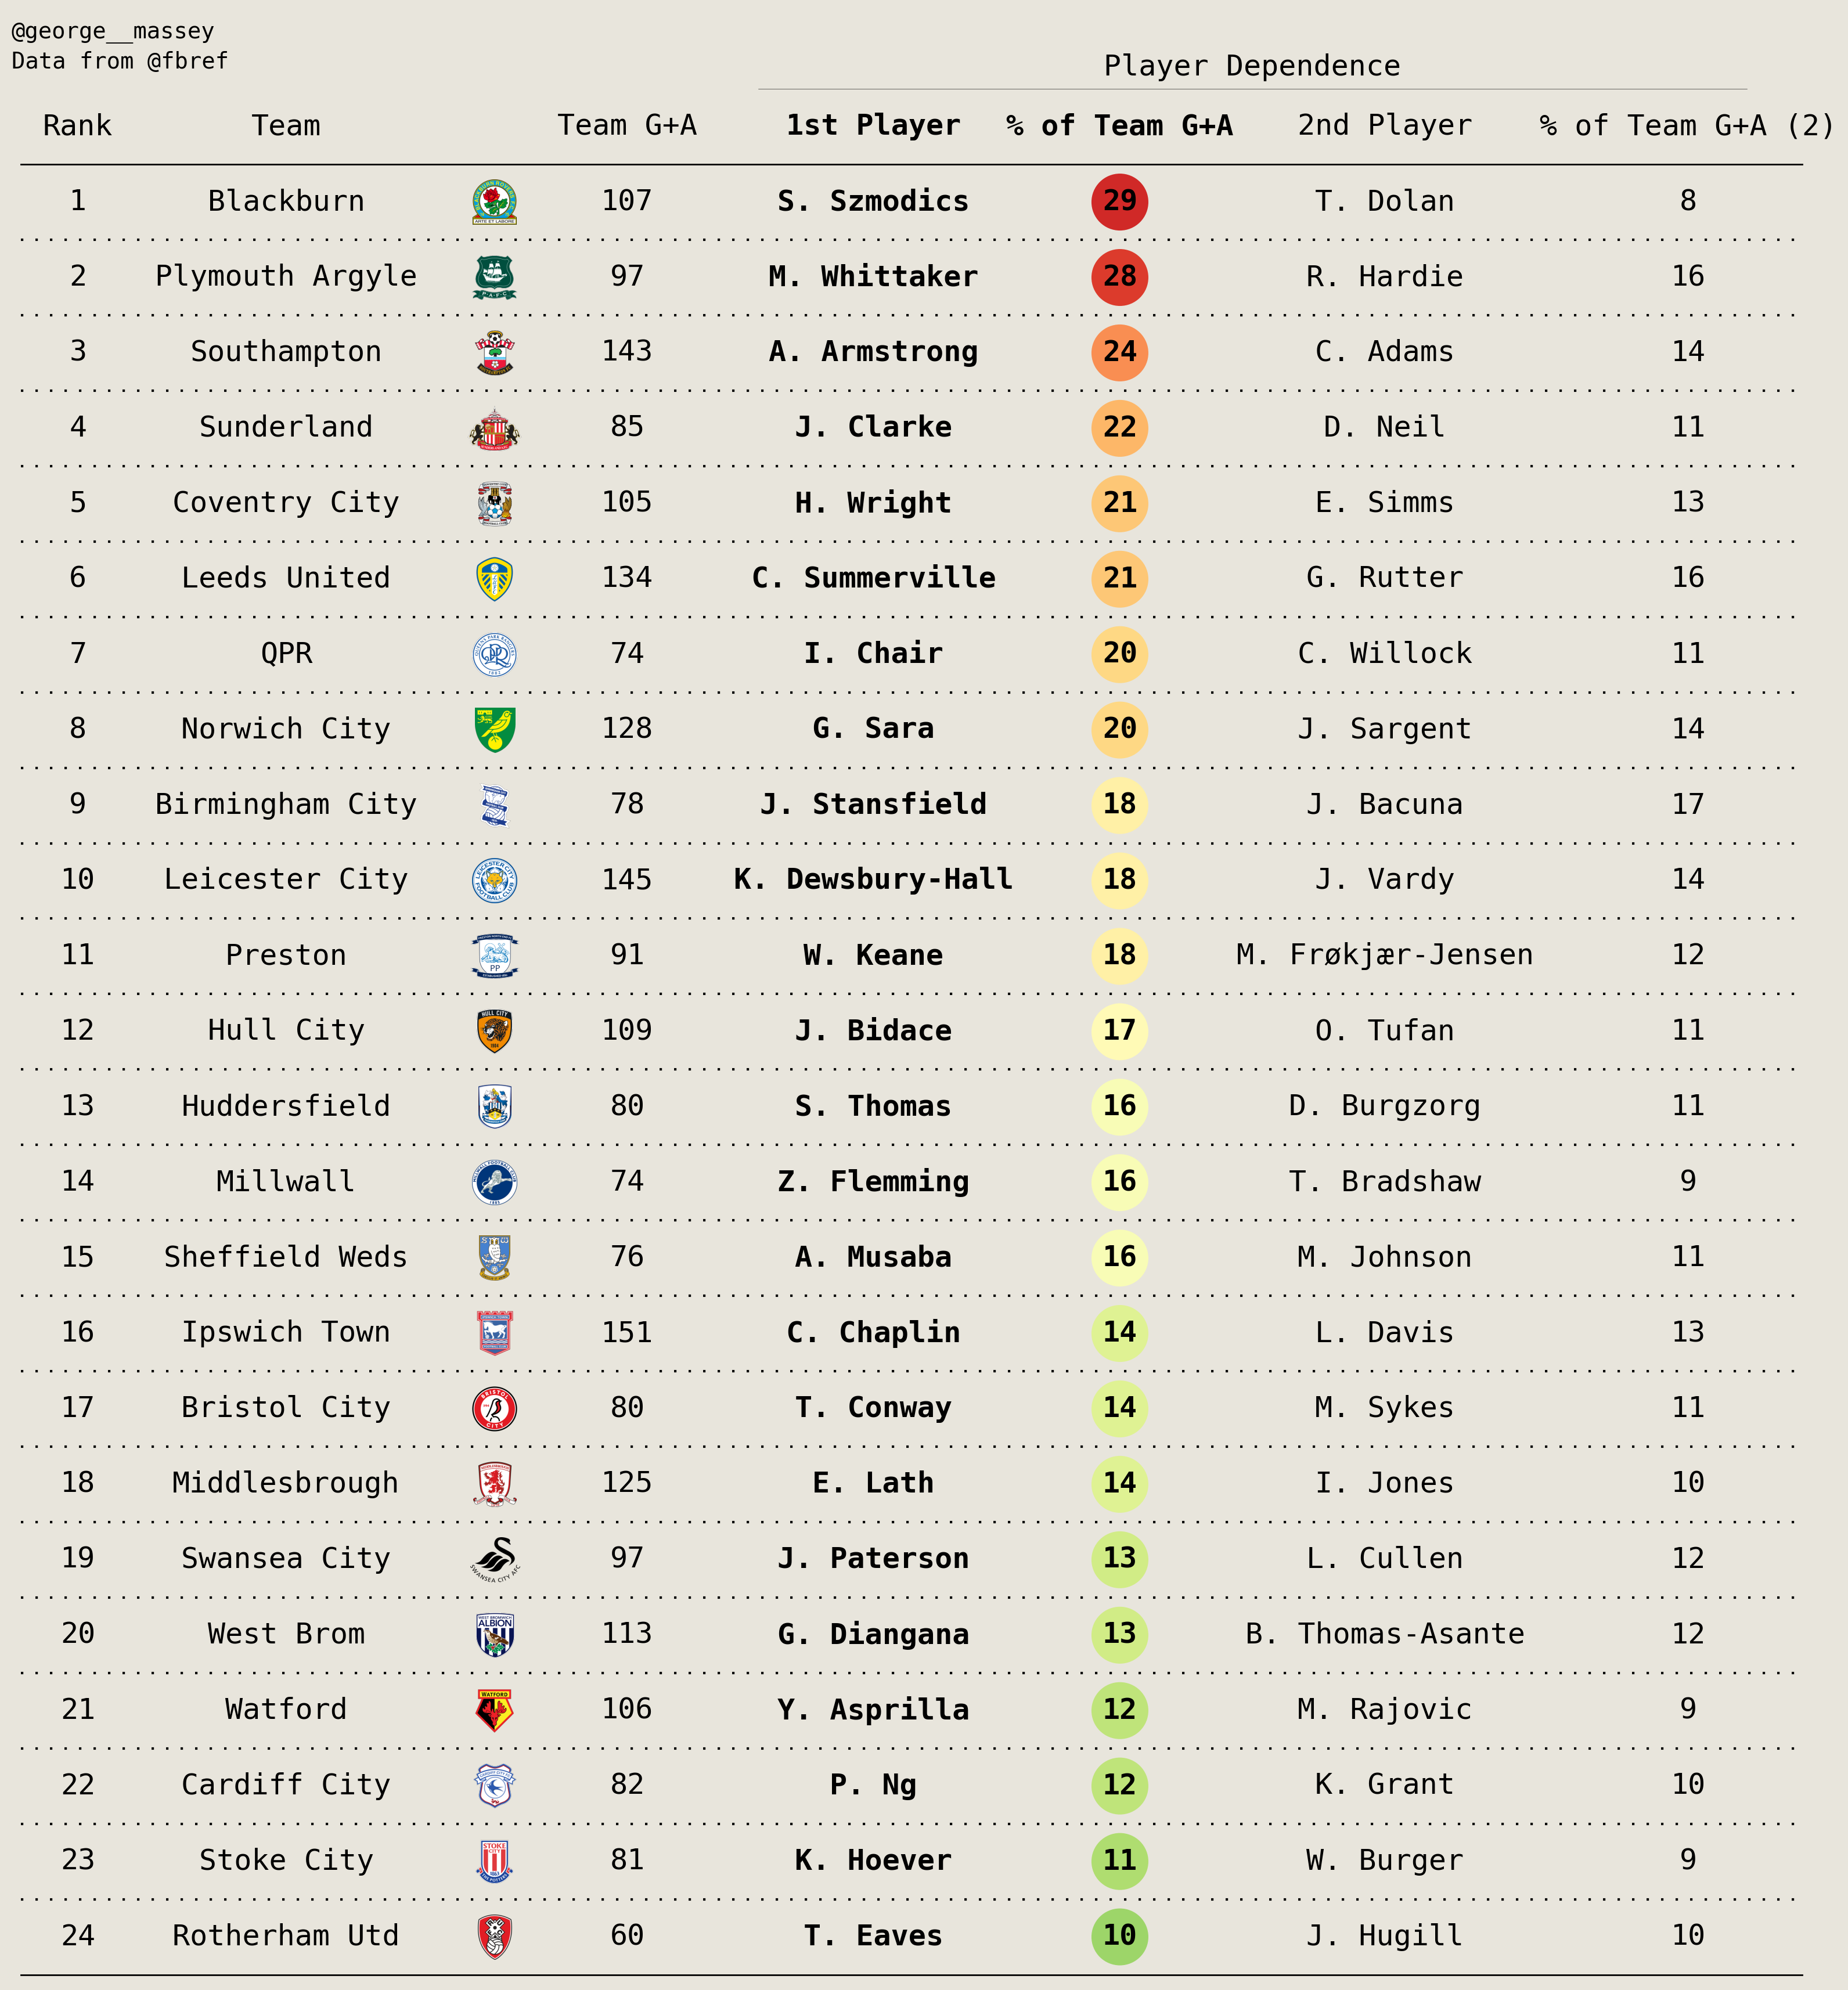 @george__massey
Data from @fbref
Player Dependence
Rank Team Team G+A 1st Player % of Team G+A 2nd Player % of Team G+A (2)
1 Blackburn 107 S. Szmodics 29 T. Dolan 8
2 Plymouth Argyle 97 M. Whittaker 28 R. Hardie 16
3 Southampton 143 A. Armstrong 24 C. Adams 14
4 Sunderland 85 J. Clarke 22 D. Neil 11
5 Coventry City 105 H. Wright 21 E. Simms 13
6 Leeds United 134 C. Summerville 21 G. Rutter 16
7 QPR 74 I. Chair 20 C. Willock 11
8 Norwich City 128 G. Sara 20 J. Sargent 14
9 Birmingham City 78 J. Stansfield 18 J. Bacuna 17
10 Leicester City 145 K. Dewsbury-Hall 18 J. Vardy 14
11 Preston 91 W. Keane 18 M. Frøkjær-Jensen 12
12 Hull City 109 J. Bidace 17 O. Tufan 11
13 Huddersfield 80 S. Thomas 16 D. Burgzorg 11
14 Millwall 74 Z. Flemming 16 T. Bradshaw 9
15 Sheffield Weds 76 A. Musaba 16 M. Johnson 11
16 Ipswich Town 151 C. Chaplin 14 L. Davis 13
17 Bristol City 80 T. Conway 14 M. Sykes 11
18 Middlesbrough 125 E. Lath 14 I. Jones 10
19 Swansea City 97 J. Paterson 13 L. Cullen 12
20 West Brom 113 G. Diangana 13 B. Thomas-Asante 12
21 Watford 106 Y. Asprilla 12 M. Rajovic 9
22 Cardiff City 82 P. Ng 12 K. Grant 10
23 Stoke City 81 K. Hoever 11 W. Burger 9
24 Rotherham Utd 60 T. Eaves 10 J. Hugill 10